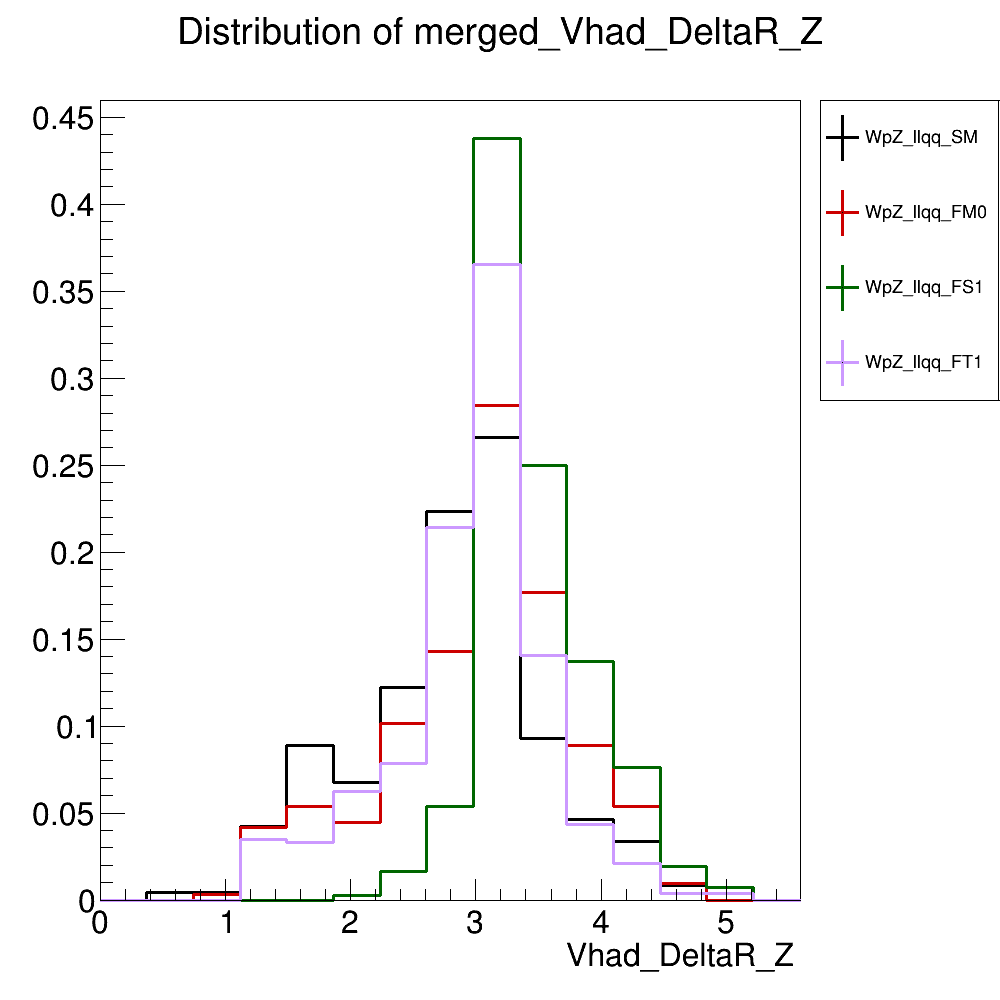 Distribution of merged_Vhad_DeltaR_Z
0.45
0.4
0.35
0.3
0.25
0.2
0.15
0.1
0.05
0
0 1 2 3 4 5
Vhad_DeltaR_Z
WpZ_llqq_SM
WpZ_llqq_FM0
WpZ_llqq_FS1
WpZ_llqq_FT1